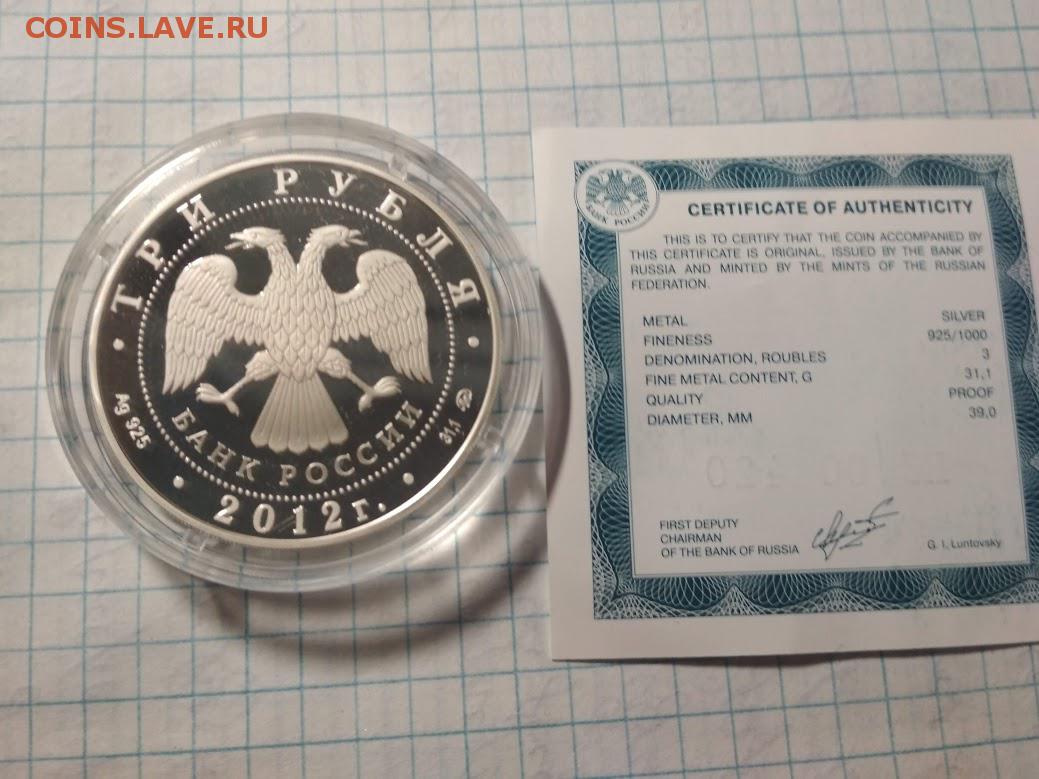 COINS.LAVE.RU
ТРИ РУБЛЯ
Ag 925
31,1
БАНК РОССИИ
2012г.
БАНК РОССИИ
CERTIFICATE OF AUTHENTICITY
THIS IS TO CERTIFY THAT THE COIN ACCOMPANIED BY
THIS CERTIFICATE IS ORIGINAL, ISSUED BY THE BANK OF
RUSSIA AND MINTED BY THE MINTS OF THE RUSSIAN
FEDERATION.
METAL SILVER
FINENESS 925/1000
DENOMINATION, ROUBLES 3
FINE METAL CONTENT, G 31,1
QUALITY PROOF
DIAMETER, MM 39,0
FIRST DEPUTY
CHAIRMAN
OF THE BANK OF RUSSIA G. I. Luntovsky